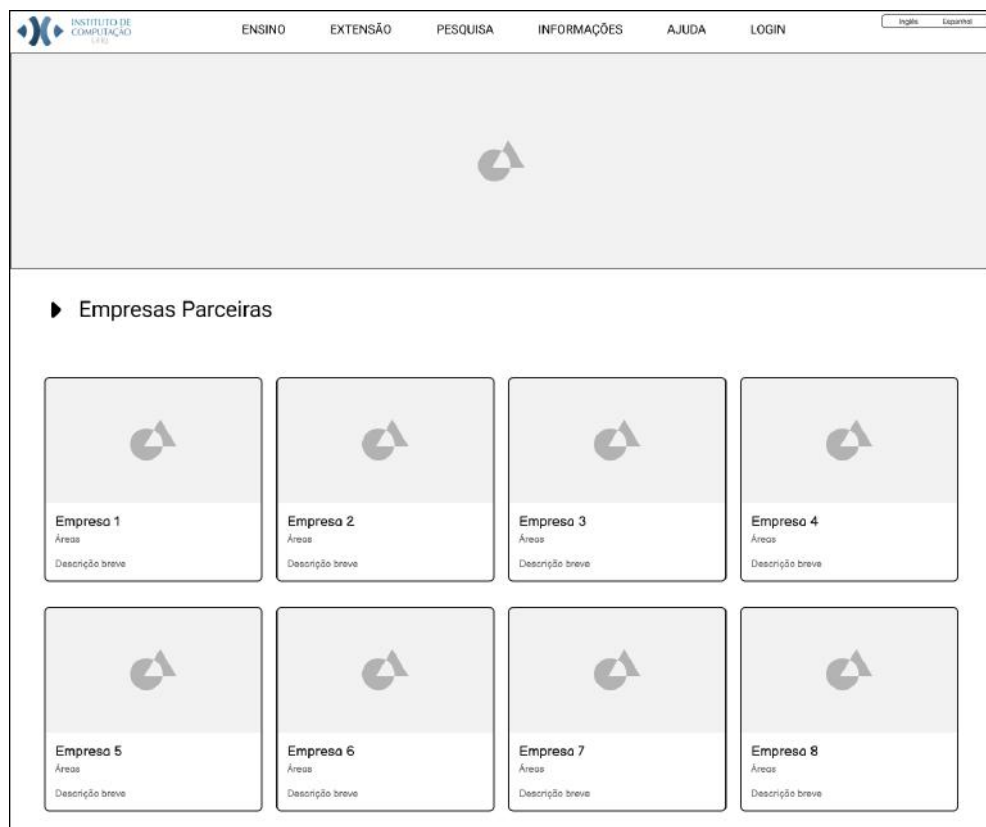 INSTITUTO DE
COMPUTAÇÃO
UFRJ
ENSINO EXTENSÃO PESQUISA INFORMAÇÕES AJUDA LOGIN
Inglês Espanhol
Empresas Parceiras
Empresa 1 Empresa 2 Empresa 3 Empresa 4
Áreas Áreas Áreas Áreas
Descrição breve Descrição breve Descrição breve Descrição breve
Empresa 5 Empresa 6 Empresa 7 Empresa 8
Áreas Áreas Áreas Áreas
Descrição breve Descrição breve Descrição breve Descrição breve